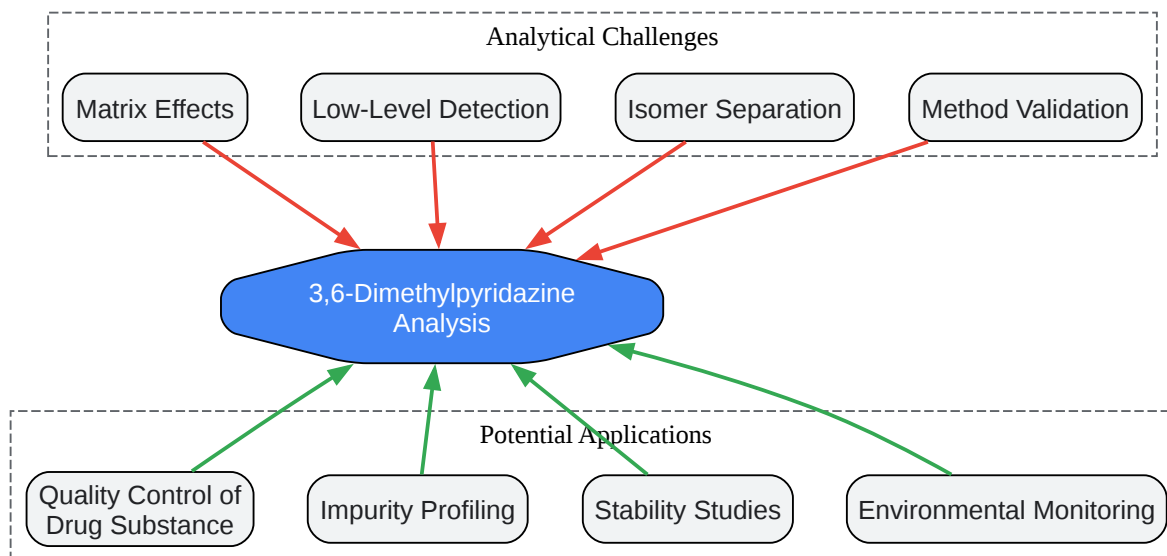 Analytical Challenges
Matrix Effects
Low-Level Detection
Isomer Separation
Method Validation
3,6-Dimethylpyridazine
Analysis
Potential Applications
Quality Control of
Drug Substance
Impurity Profiling
Stability Studies
Environmental Monitoring